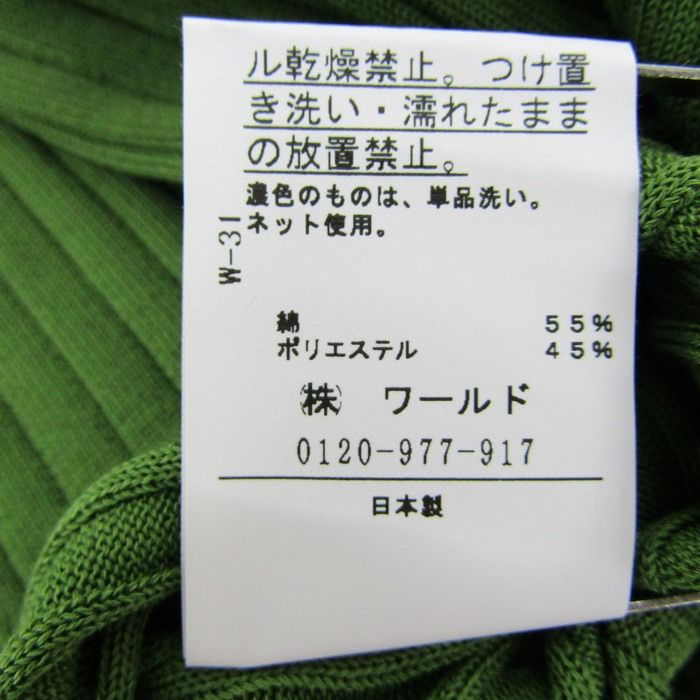 ル乾燥禁止。つけ置
き洗い・濡れたまま
の放置禁止。
濃色のものは、単品洗い。
ネット使用。
W-31
綿 55%
ポリエステル 45%
㈱ ワールド
0120-977-917
日本製